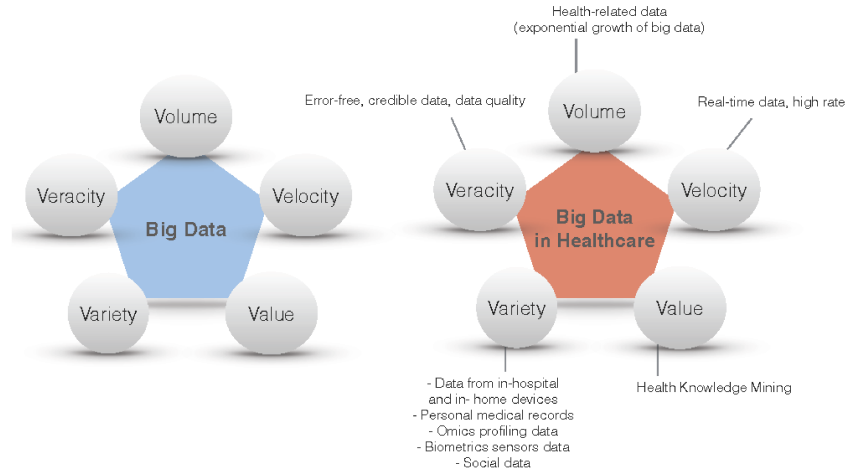 Volume
Veracity
Velocity
Big Data
Variety
Value
Health-related data
(exponential growth of big data)
Error-free, credible data, data quality
Real-time data, high rate
Volume
Veracity
Velocity
Big Data
in Healthcare
Variety
Value
- Data from in-hospital
and in- home devices
- Personal medical records
- Omics profiling data
- Biometrics sensors data
- Social data
Health Knowledge Mining